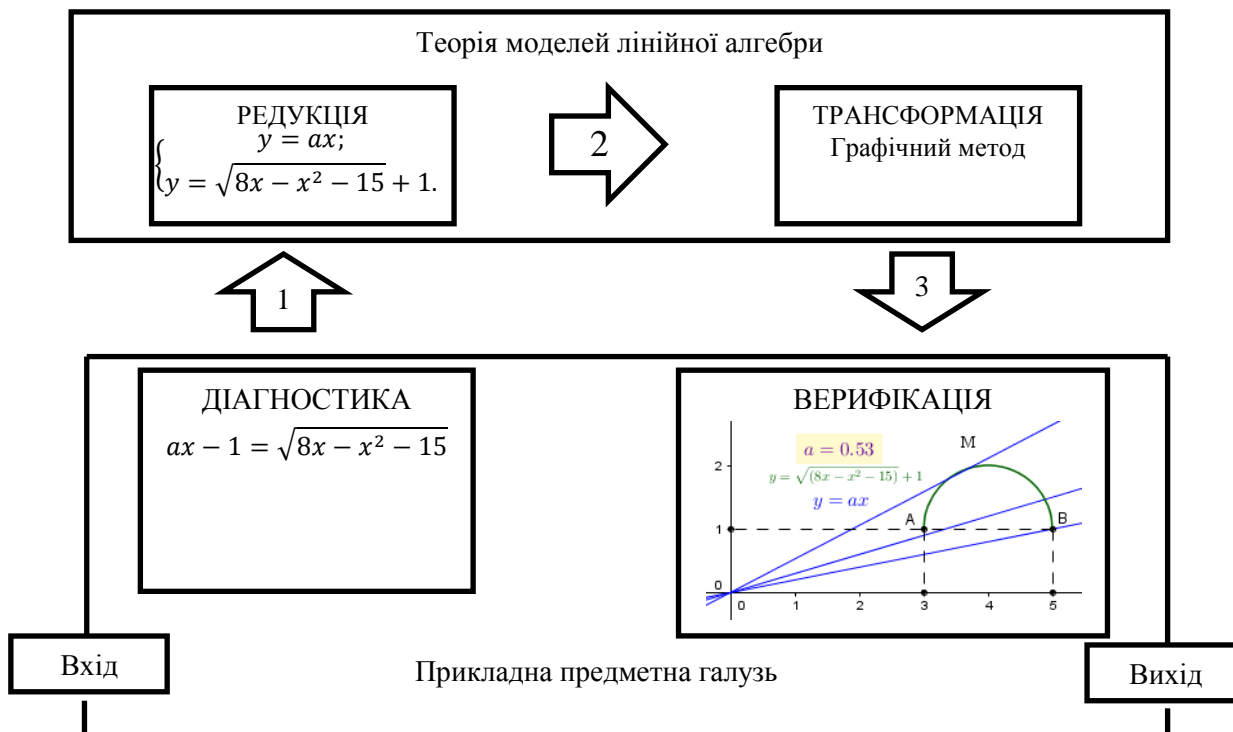 Теорія моделей лінійної алгебри
РЕДУКЦІЯ
y = ax;
y = √(8x − x² − 15) + 1.
2
ТРАНСФОРМАЦІЯ
Графічний метод
1
3
ДІАГНОСТИКА
ax − 1 = √(8x − x² − 15)
ВЕРИФІКАЦІЯ
M
a = 0.53
y = √((8x − x² − 15)) + 1
y = ax
2
1
A
B
0
0 1 2 3 4 5
Вхід
Прикладна предметна галузь
Вихід